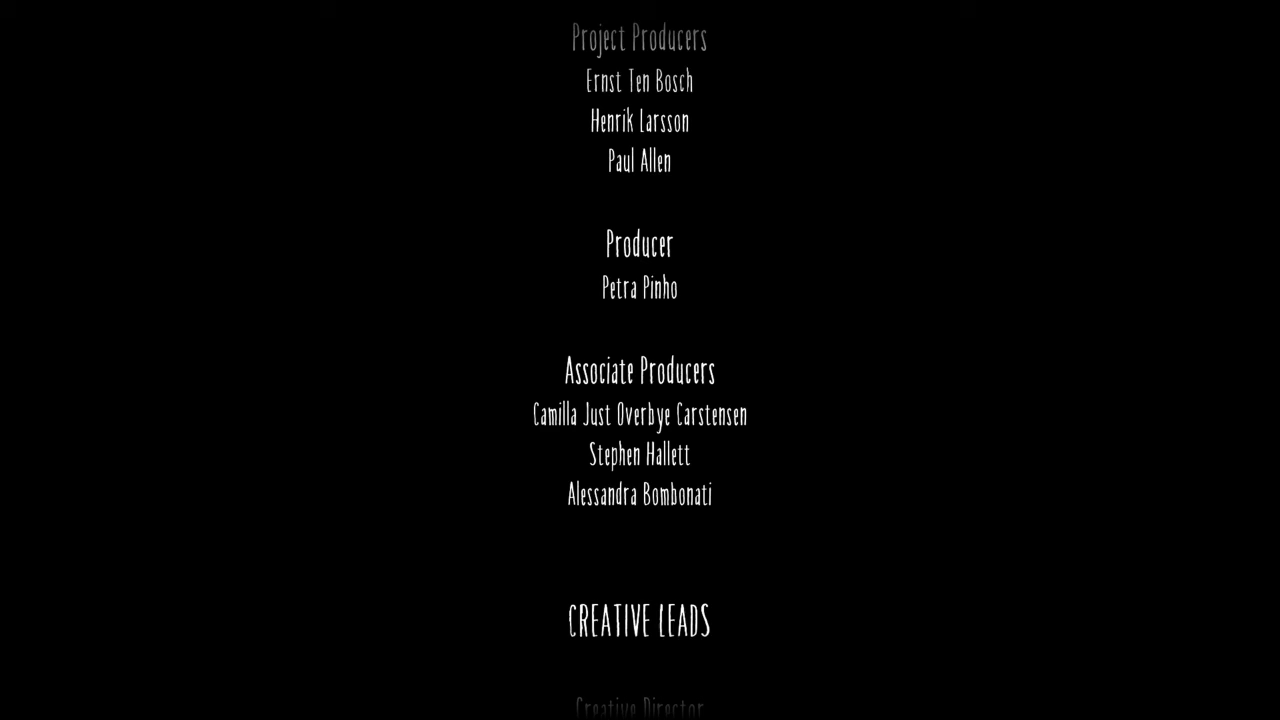 Project Producers
Ernst Ten Bosch
Henrik Larsson
Paul Allen
Producer
Petra Pinho
Associate Producers
Camilla Just Overbye Carstensen
Stephen Hallett
Alessandra Bombonati
CREATIVE LEADS
Creative Director